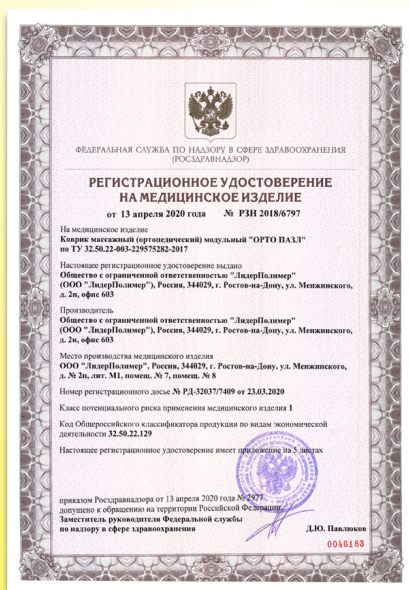 ФЕДЕРАЛЬНАЯ СЛУЖБА ПО НАДЗОРУ В СФЕРЕ ЗДРАВООХРАНЕНИЯ
(РОСЗДРАВНАДЗОР)
РЕГИСТРАЦИОННОЕ УДОСТОВЕРЕНИЕ
НА МЕДИЦИНСКОЕ ИЗДЕЛИЕ
от 13 апреля 2020 года № РЗН 2018/6797
На медицинское изделие
Коврик массажный (ортопедический) модульный "ОРТО ПАЗЛ"
по ТУ 32.50.22-003-229575282-2017
Настоящее регистрационное удостоверение выдано
Общество с ограниченной ответственностью "ЛидерПолимер"
(ООО "ЛидерПолимер"), Россия, 344029, г. Ростов-на-Дону, ул. Менжинского,
д. 2н, офис 603
Производитель
Общество с ограниченной ответственностью "ЛидерПолимер"
(ООО "ЛидерПолимер"), Россия, 344029, г. Ростов-на-Дону, ул. Менжинского,
д. 2н, офис 603
Место производства медицинского изделия
ООО "ЛидерПолимер", Россия, 344029, г. Ростов-на-Дону, ул. Менжинского,
д. № 2п, лит. М1, помещ. № 7, помещ. № 8
Номер регистрационного досье № РД-32037/7409 от 23.03.2020
Класс потенциального риска применения медицинского изделия 1
Код Общероссийского классификатора продукции по видам экономической
деятельности 32.50.22.129
Настоящее регистрационное удостоверение имеет приложение на 5 листах
приказом Росздравнадзора от 13 апреля 2020 года № 2977
допущено к обращению на территории Российской Федерации.
Заместитель руководителя Федеральной службы
по надзору в сфере здравоохранения Д.Ю. Павлюков
0046183